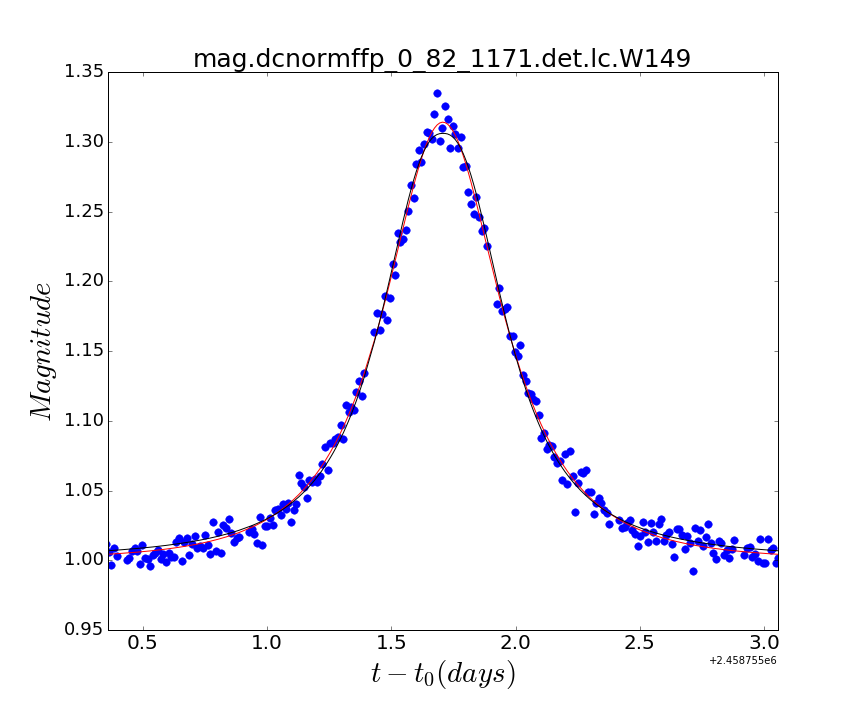 mag.dcnormffp_0_82_1171.det.lc.W149
1.35
1.30
1.25
1.20
1.15
1.10
1.05
1.00
0.95
Magnitude
0.5 1.0 1.5 2.0 2.5 3.0
+2.458755e6
t − t₀(days)